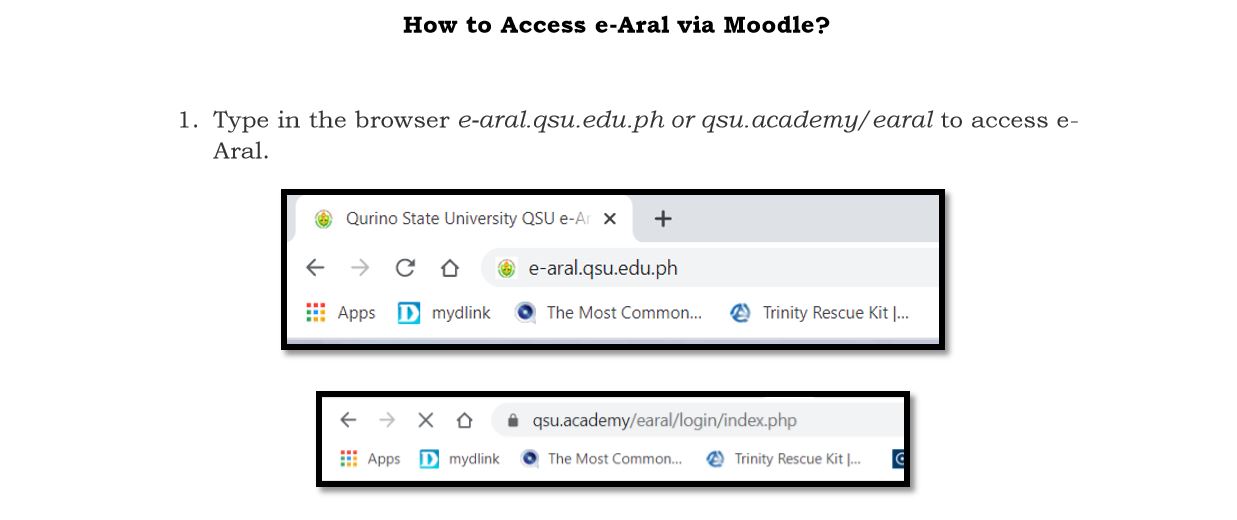 How to Access e-Aral via Moodle?
1. Type in the browser e-aral.qsu.edu.ph or qsu.academy/earal to access e-
Aral.
Qurino State University QSU e-Ar
e-aral.qsu.edu.ph
Apps mydlink The Most Common... Trinity Rescue Kit |...
qsu.academy/earal/login/index.php
Apps mydlink The Most Common... Trinity Rescue Kit |...